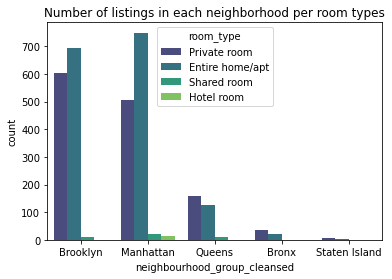 Number of listings in each neighborhood per room types
room_type
Private room
Entire home/apt
Shared room
Hotel room
700
600
500
400
300
200
100
0
count
Brooklyn Manhattan Queens Bronx Staten Island
neighbourhood_group_cleansed